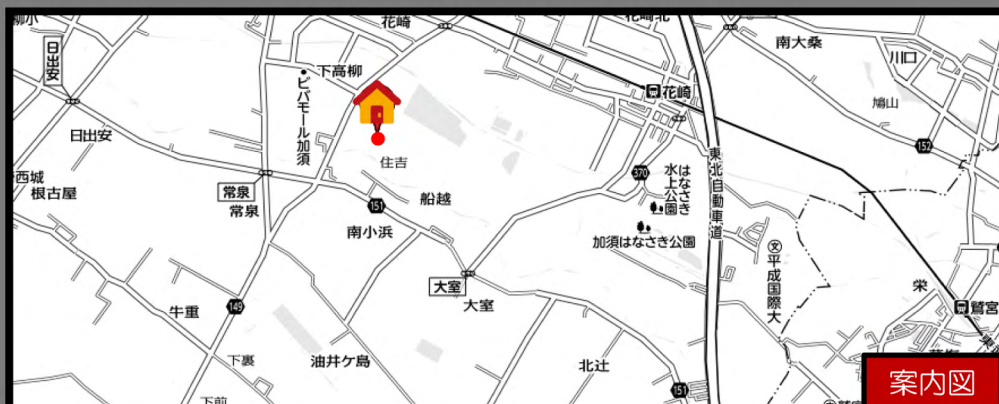 花崎
花崎北
南大桑
川口
日出安
下高柳
ビバモール加須
花崎
鳩山
日出安
住吉
152
東北自動車道
370
はなさき
水上公園
西城
根古屋
常泉
常泉
151
船越
南小浜
加須はなさき公園
文
平成国際大
大室
大室
栄
鷲宮
149
牛重
下裏
油井ケ島
北辻
151
下前
案内図